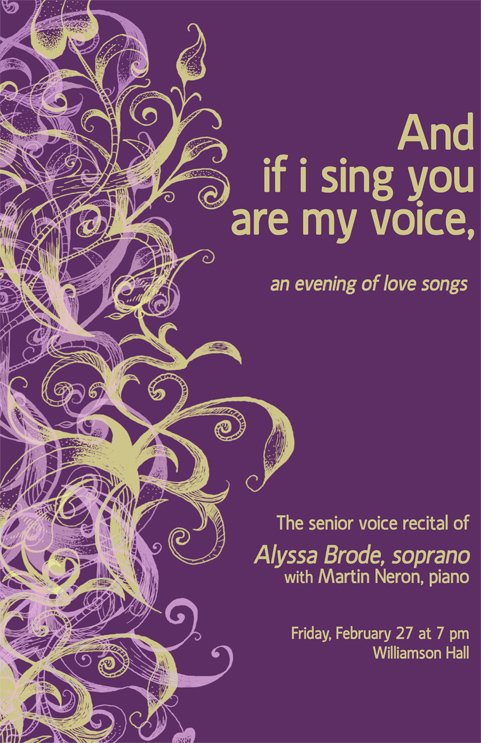 And
if i sing you
are my voice,
an evening of love songs
The senior voice recital of
Alyssa Brode, soprano
with Martin Neron, piano
Friday, February 27 at 7 pm
Williamson Hall